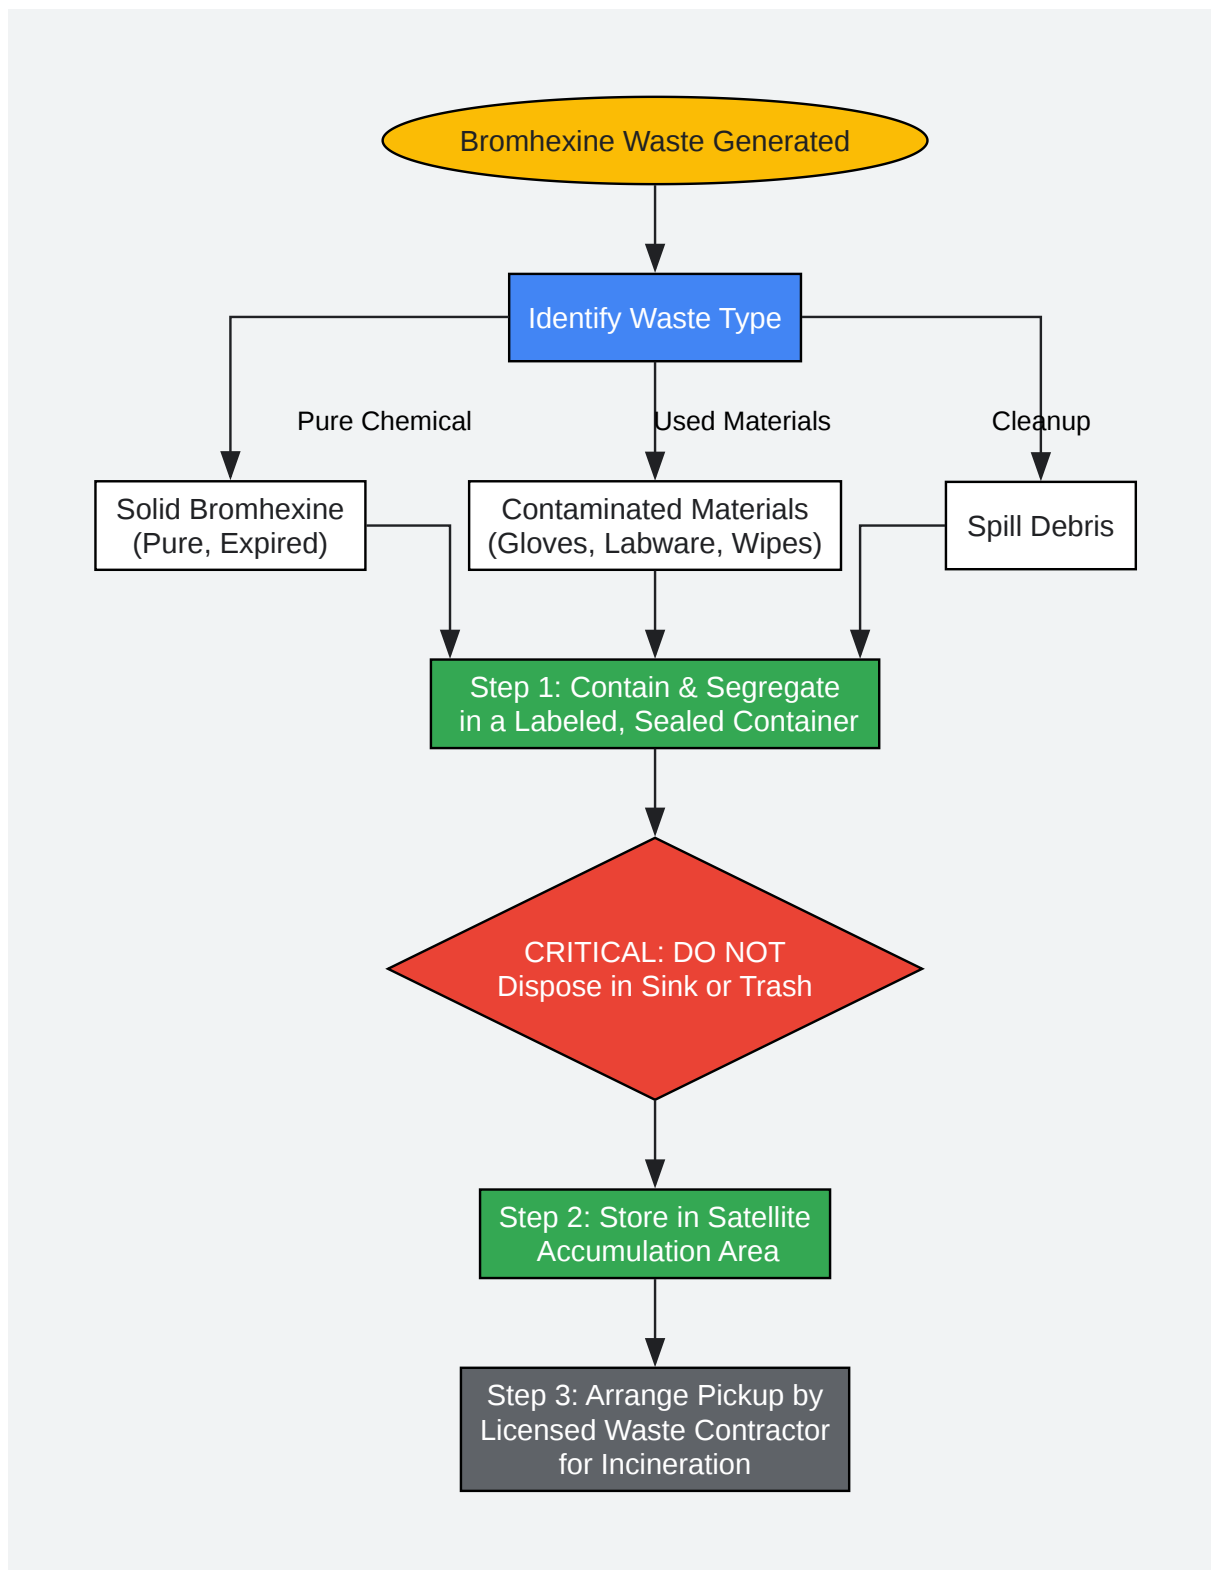 Bromhexine Waste Generated
Identify Waste Type
Pure Chemical
Used Materials
Cleanup
Solid Bromhexine
(Pure, Expired)
Contaminated Materials
(Gloves, Labware, Wipes)
Spill Debris
Step 1: Contain & Segregate
in a Labeled, Sealed Container
CRITICAL: DO NOT
Dispose in Sink or Trash
Step 2: Store in Satellite
Accumulation Area
Step 3: Arrange Pickup by
Licensed Waste Contractor
for Incineration